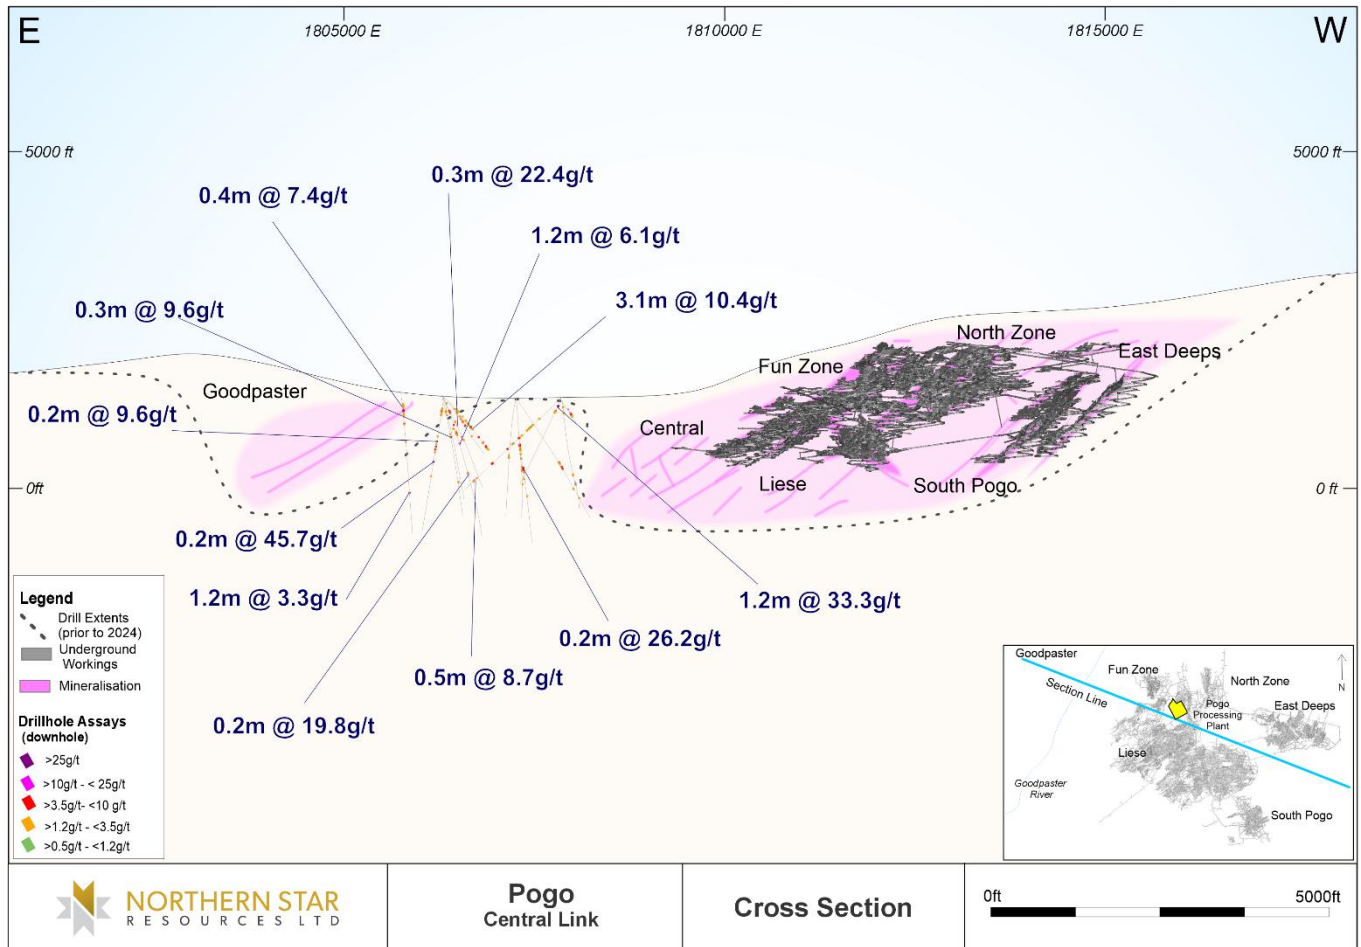 E
1805000 E
1810000 E
1815000 E
W
5000 ft
5000 ft
0.3m @ 22.4g/t
0.4m @ 7.4g/t
1.2m @ 6.1g/t
0.3m @ 9.6g/t
3.1m @ 10.4g/t
North Zone
East Deeps
Fun Zone
Goodpaster
0.2m @ 9.6g/t
Central
Liese
South Pogo
0ft
0 ft
0.2m @ 45.7g/t
1.2m @ 3.3g/t
1.2m @ 33.3g/t
0.2m @ 26.2g/t
0.5m @ 8.7g/t
0.2m @ 19.8g/t
Legend
Drill Extents
(prior to 2024)
Underground
Workings
Mineralisation
Drillhole Assays
(downhole)
>25g/t
>10g/t - < 25g/t
>3.5g/t- <10 g/t
>1.2g/t - <3.5g/t
>0.5g/t - <1.2g/t
Goodpaster
Fun Zone
Section Line
North Zone
N
East Deeps
Pogo
Processing
Plant
Liese
Goodpaster
River
South Pogo
NORTHERN STAR
RESOURCES LTD
Pogo
Central Link
Cross Section
0ft
5000ft